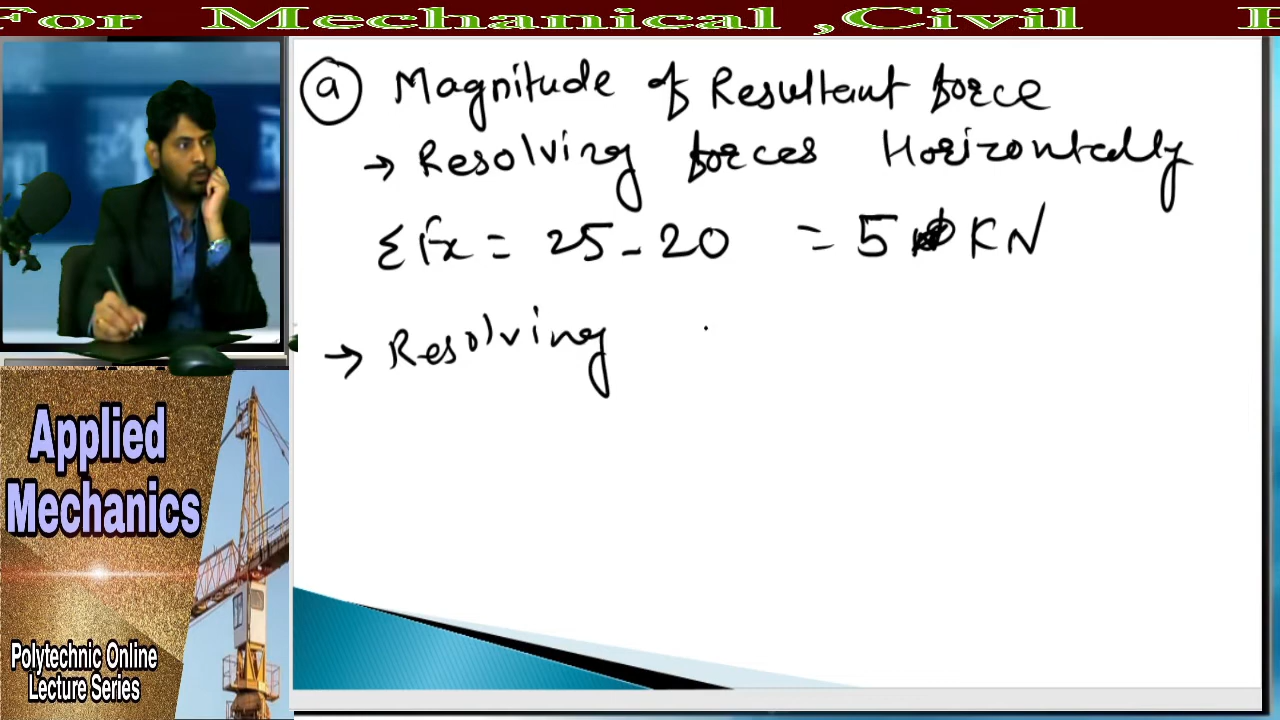 For Mechanical ,Civil
a Magnitude of Resultant force
→ Resolving forces Horizontally
ΣFx = 25 - 20 = 5 KN
→ Resolving
Applied
Mechanics
Polytechnic Online
Lecture Series